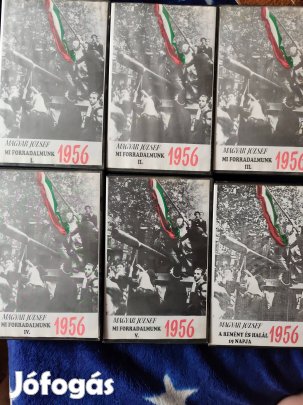 MAGYAR JÓZSEF
MI FORRADALMUNK
1956
MAGYAR JÓZSEF
MI FORRADALMUNK
II.
1956
MAGYAR JÓZSEF
MI FORRADALMUNK
III.
1956
MAGYAR JÓZSEF
MI FORRADALMUNK
IV.
1956
MAGYAR JÓZSEF
MI FORRADALMUNK
V.
1956
MAGYAR JÓZSEF
A REMÉNY ÉS HALÁL
19 NAPJA
1956
Jófogás